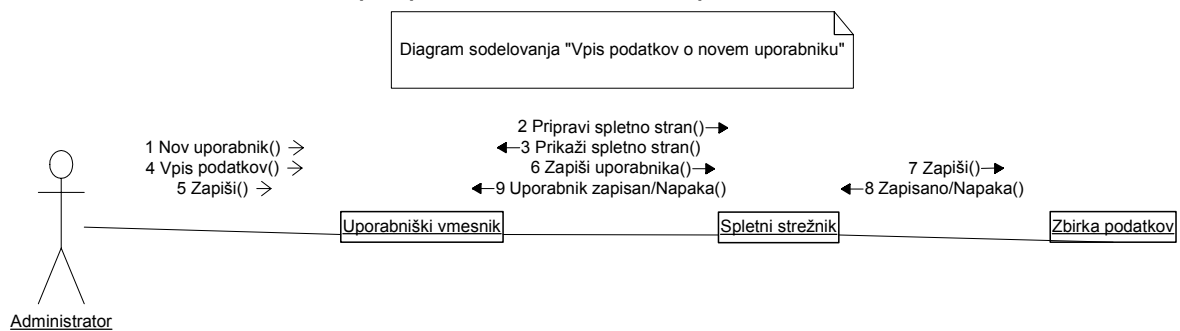 Diagram sodelovanja "Vpis podatkov o novem uporabniku"
2 Pripravi spletno stran()
1 Nov uporabnik()
3 Prikaži spletno stran()
4 Vpis podatkov()
6 Zapiši uporabnika()
7 Zapiši()
5 Zapiši()
9 Uporabnik zapisan/Napaka()
8 Zapisano/Napaka()
Uporabniški vmesnik
Spletni strežnik
Zbirka podatkov
Administrator